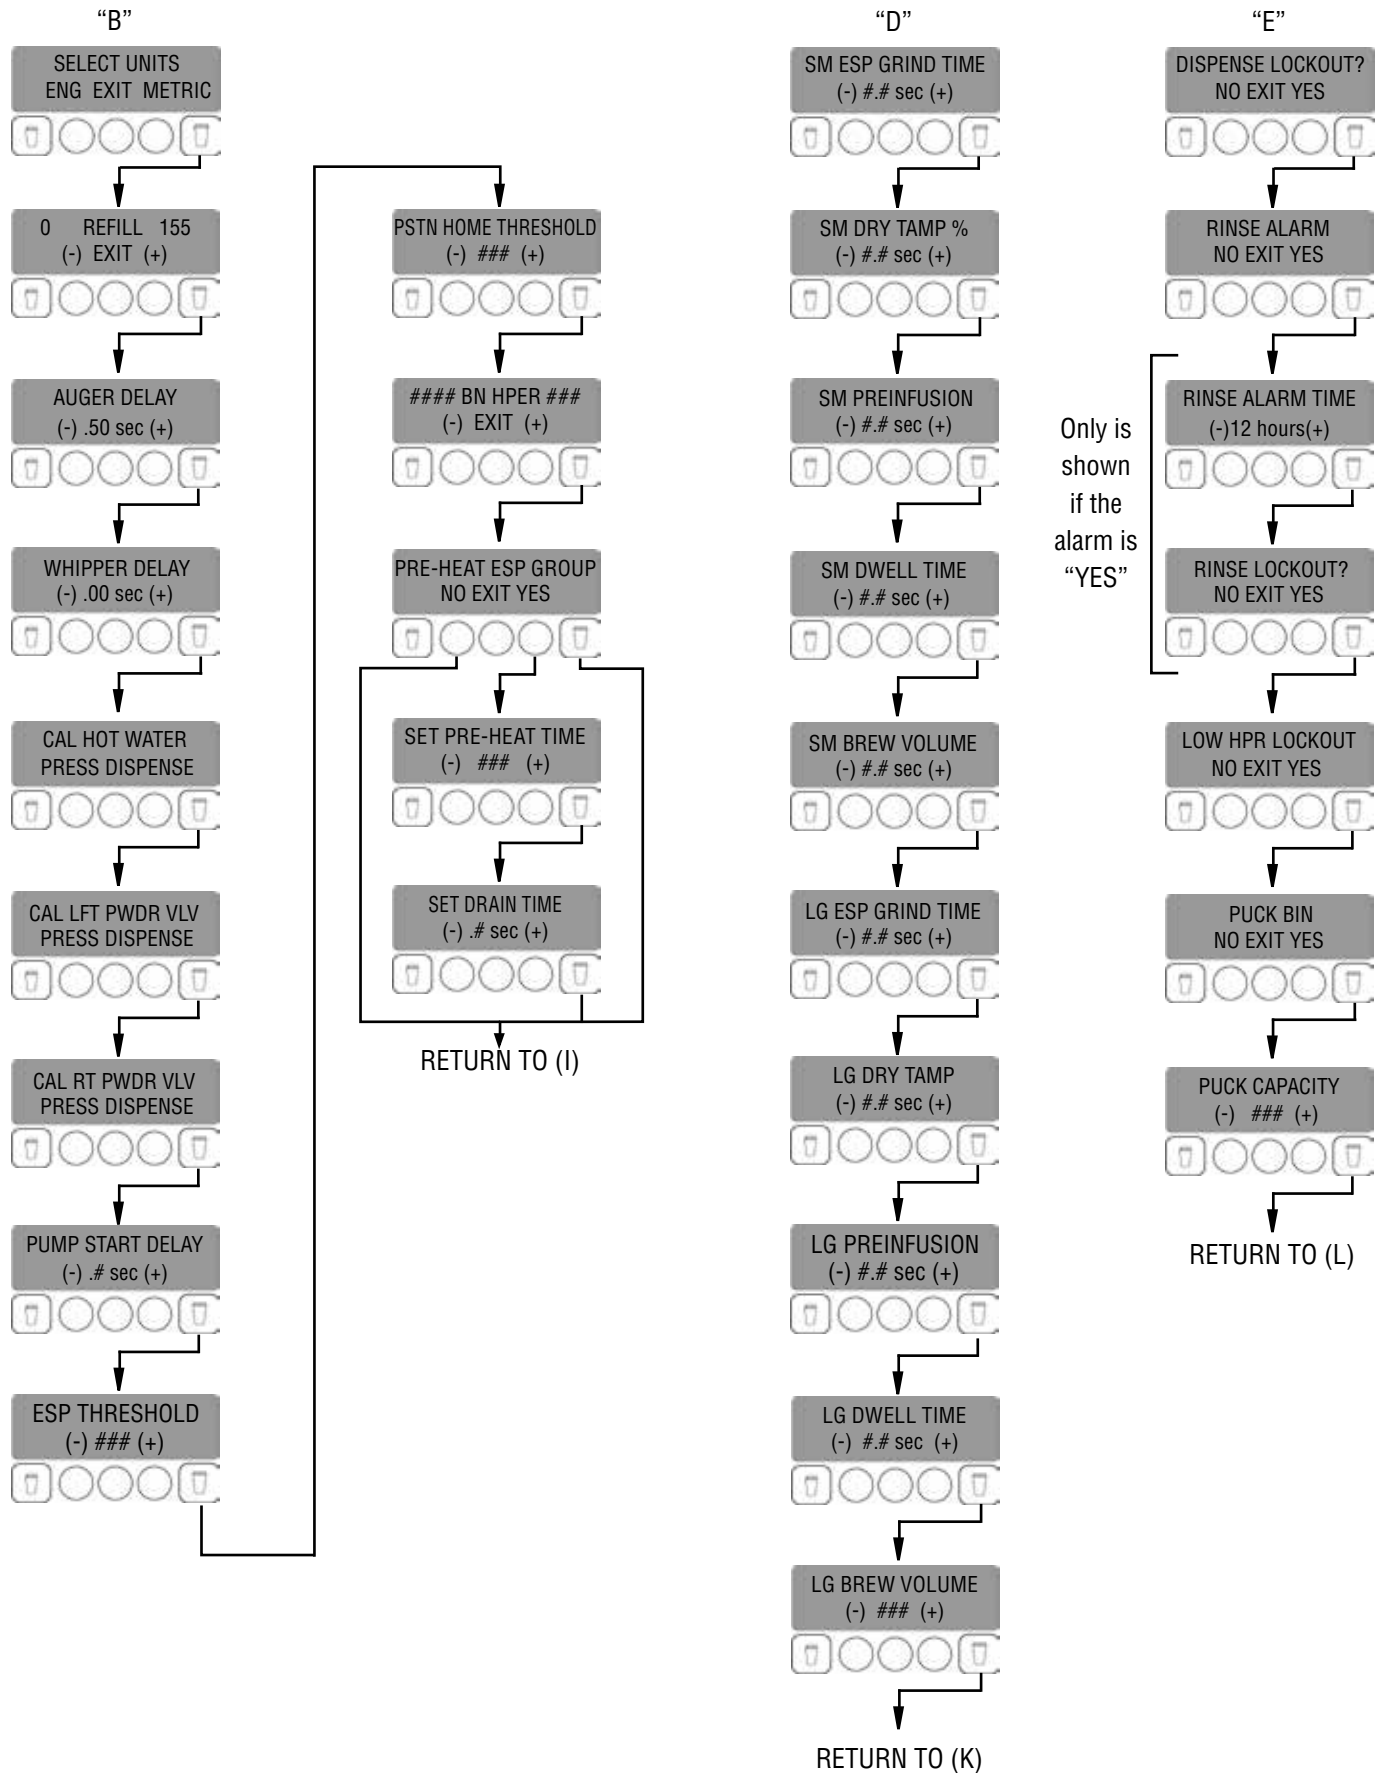 “B”
SELECT UNITS
ENG EXIT METRIC
0 REFILL 155
(-) EXIT (+)
AUGER DELAY
(-) .50 sec (+)
WHIPPER DELAY
(-) .00 sec (+)
CAL HOT WATER
PRESS DISPENSE
CAL LFT PWDR VLV
PRESS DISPENSE
CAL RT PWDR VLV
PRESS DISPENSE
PUMP START DELAY
(-) .# sec (+)
ESP THRESHOLD
(-) ### (+)
PSTN HOME THRESHOLD
(-) ### (+)
#### BN HPER ###
(-) EXIT (+)
PRE-HEAT ESP GROUP
NO EXIT YES
SET PRE-HEAT TIME
(-) ### (+)
SET DRAIN TIME
(-) .# sec (+)
RETURN TO (I)
“D”
SM ESP GRIND TIME
(-) #.# sec (+)
SM DRY TAMP %
(-) #.# sec (+)
SM PREINFUSION
(-) #.# sec (+)
SM DWELL TIME
(-) #.# sec (+)
SM BREW VOLUME
(-) #.# sec (+)
LG ESP GRIND TIME
(-) #.# sec (+)
LG DRY TAMP
(-) #.# sec (+)
LG PREINFUSION
(-) #.# sec (+)
LG DWELL TIME
(-) #.# sec (+)
LG BREW VOLUME
(-) ### (+)
RETURN TO (K)
“E”
DISPENSE LOCKOUT?
NO EXIT YES
RINSE ALARM
NO EXIT YES
Only is
shown
if the
alarm is
“YES”
RINSE ALARM TIME
(-)12 hours(+)
RINSE LOCKOUT?
NO EXIT YES
LOW HPR LOCKOUT
NO EXIT YES
PUCK BIN
NO EXIT YES
PUCK CAPACITY
(-) ### (+)
RETURN TO (L)